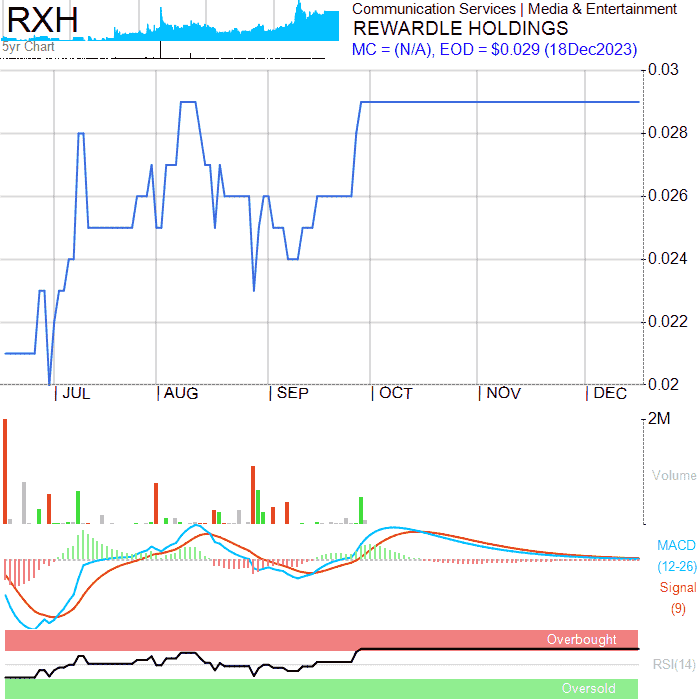 RXH
Communication Services | Media & Entertainment
REWARDLE HOLDINGS
5yr Chart
MC = (N/A), EOD = $0.029 (18Dec2023)
0.03
0.028
0.026
0.024
0.022
0.02
JUL AUG SEP OCT NOV DEC
2M
Volume
MACD
(12-26)
Signal
(9)
Overbought
RSI(14)
Oversold